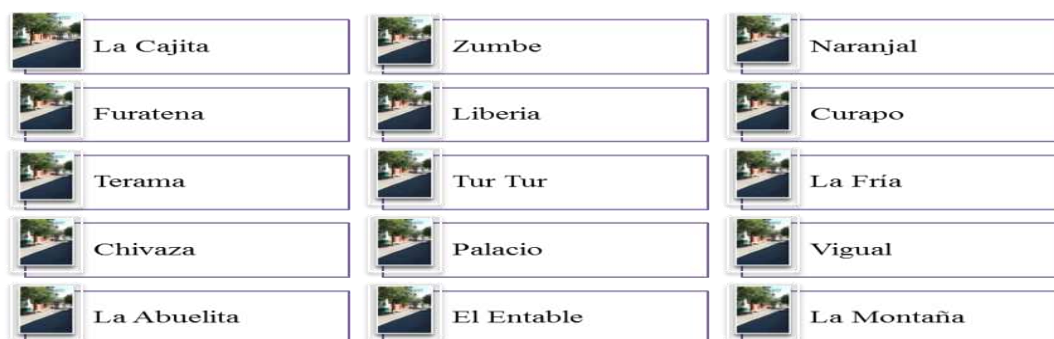 La Cajita
Zumbe
Naranjal
Furatena
Liberia
Curapo
Terama
Tur Tur
La Fría
Chivaza
Palacio
Vigual
La Abuelita
El Entable
La Montaña